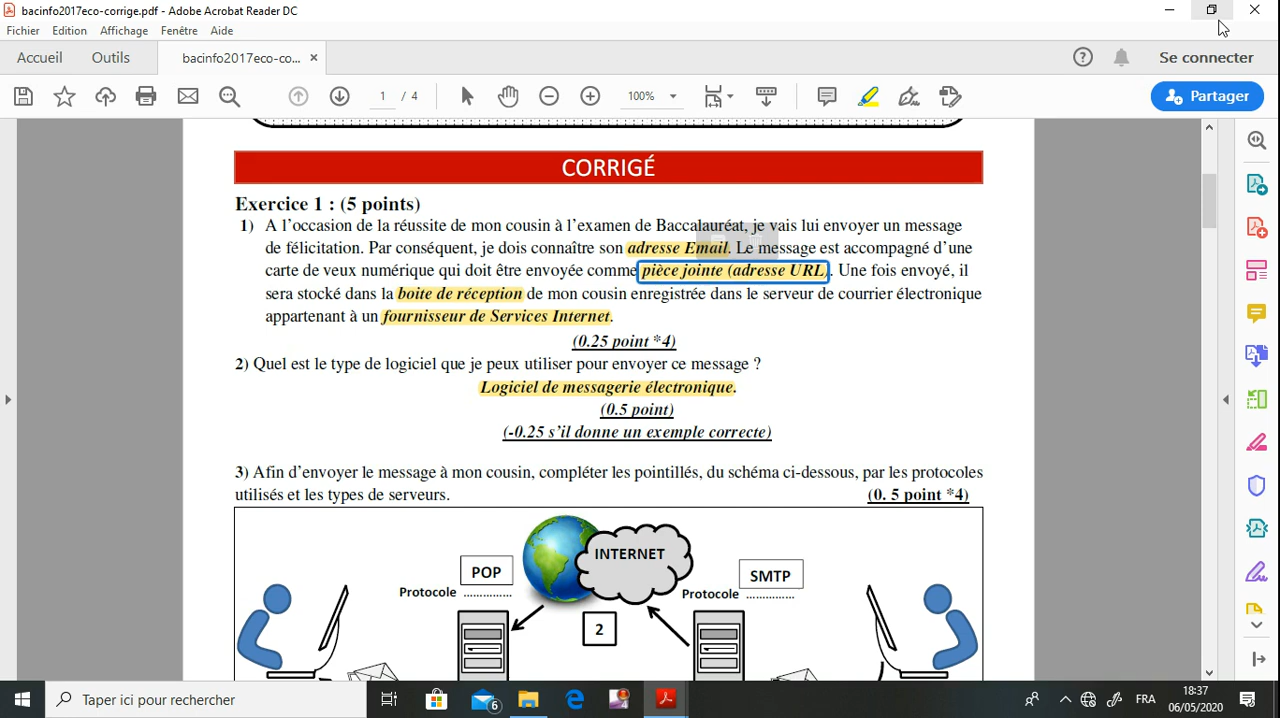 bacinfo2017eco-corrige.pdf - Adobe Acrobat Reader DC
Fichier Edition Affichage Fenêtre Aide
Accueil Outils bacinfo2017eco-co... × Se connecter
1 / 4 100% Partager
CORRIGÉ
Exercice 1 : (5 points)
1) A l’occasion de la réussite de mon cousin à l’examen de Baccalauréat, je vais lui envoyer un message
de félicitation. Par conséquent, je dois connaître son adresse Email. Le message est accompagné d’une
carte de veux numérique qui doit être envoyée comme pièce jointe (adresse URL). Une fois envoyé, il
sera stocké dans la boite de réception de mon cousin enregistrée dans le serveur de courrier électronique
appartenant à un fournisseur de Services Internet.
(0.25 point *4)
2) Quel est le type de logiciel que je peux utiliser pour envoyer ce message ?
Logiciel de messagerie électronique.
(0.5 point)
(-0.25 s’il donne un exemple correcte)
3) Afin d’envoyer le message à mon cousin, compléter les pointillés, du schéma ci-dessous, par les protocoles
utilisés et les types de serveurs. (0. 5 point *4)
INTERNET
POP SMTP
Protocole .............. Protocole ..............
2
Taper ici pour rechercher 6 FRA 18:37
06/05/2020